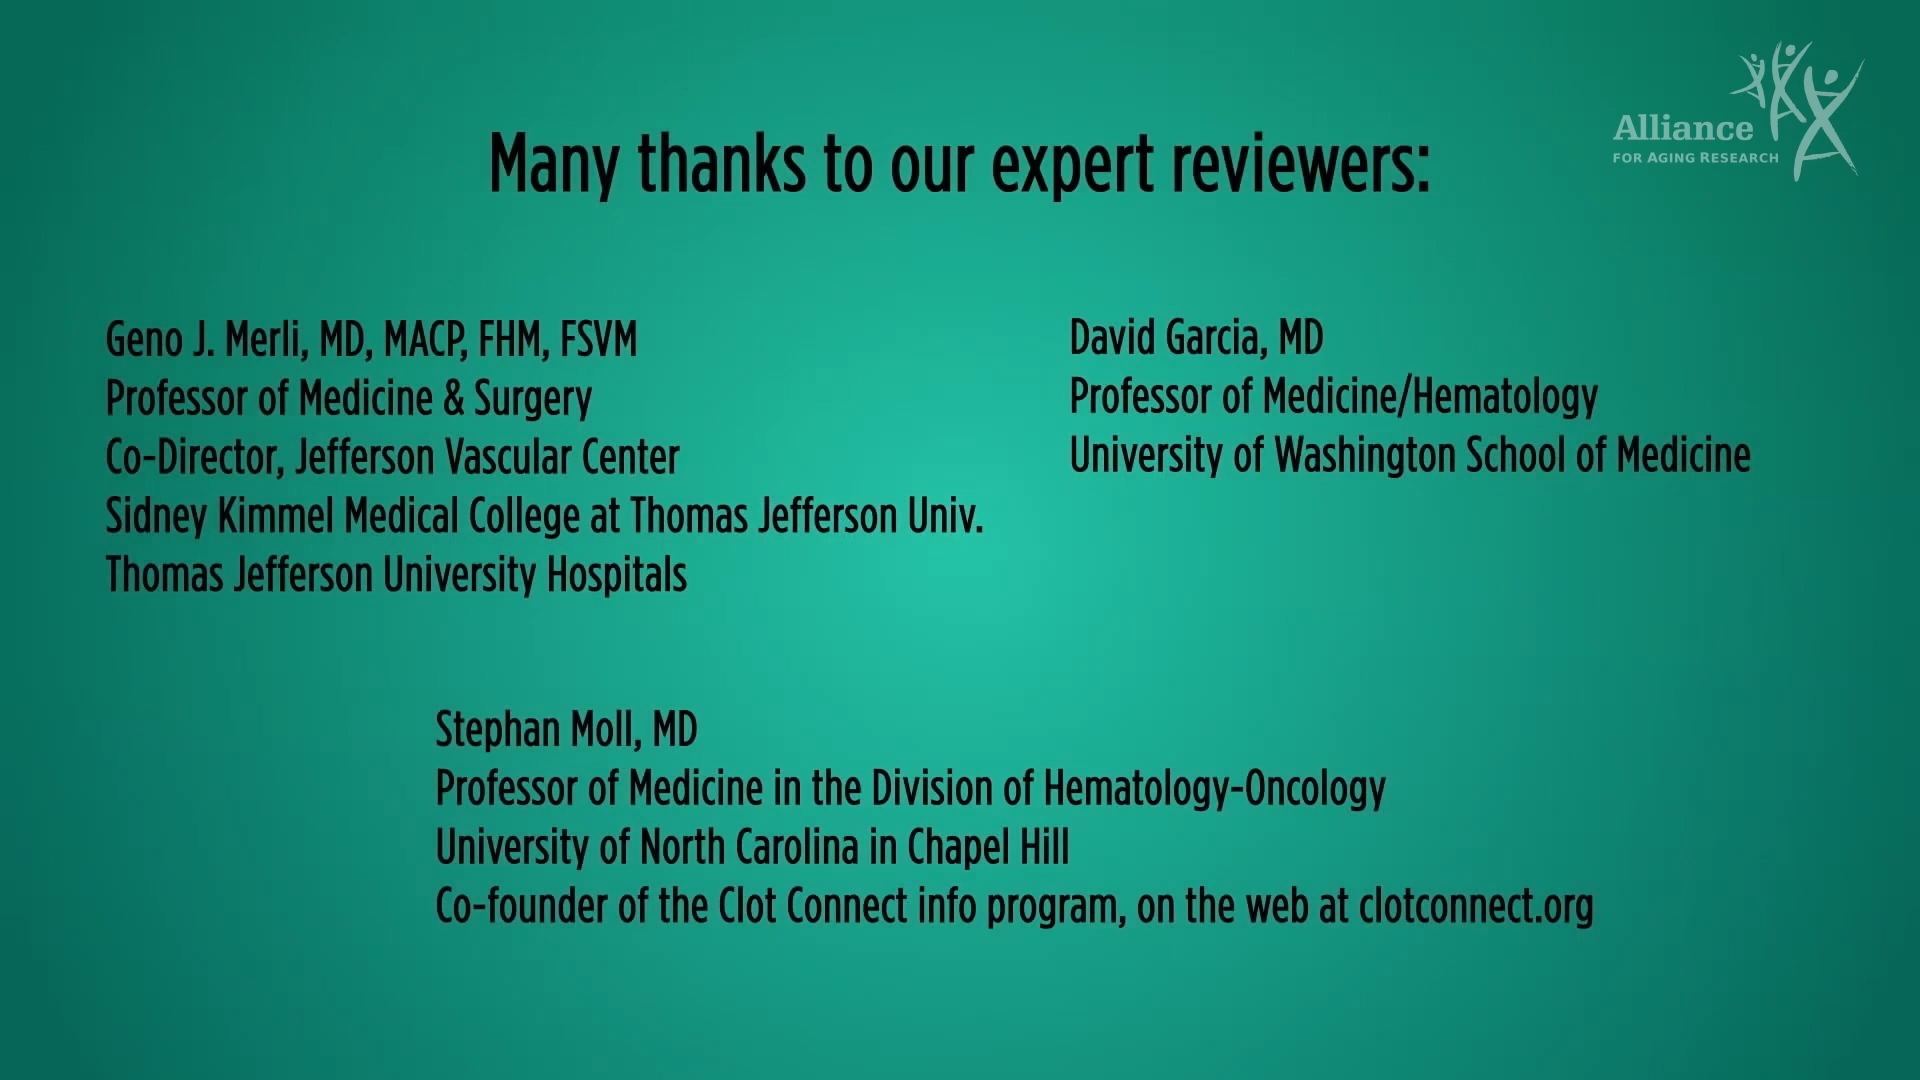 Alliance
FOR AGING RESEARCH
Many thanks to our expert reviewers:
Geno J. Merli, MD, MACP, FHM, FSVM
Professor of Medicine & Surgery
Co-Director, Jefferson Vascular Center
Sidney Kimmel Medical College at Thomas Jefferson Univ.
Thomas Jefferson University Hospitals
David Garcia, MD
Professor of Medicine/Hematology
University of Washington School of Medicine
Stephan Moll, MD
Professor of Medicine in the Division of Hematology-Oncology
University of North Carolina in Chapel Hill
Co-founder of the Clot Connect info program, on the web at clotconnect.org